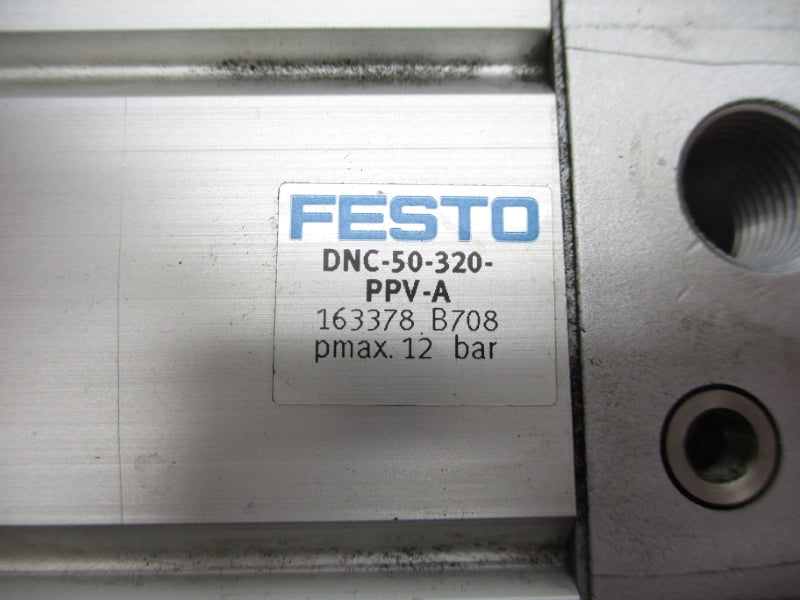 FESTO
DNC-50-320-
PPV-A
163378 B708
pmax. 12 bar